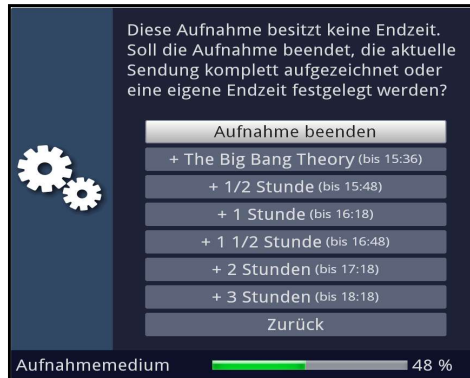 Diese Aufnahme besitzt keine Endzeit.
Soll die Aufnahme beendet, die aktuelle
Sendung komplett aufgezeichnet oder
eine eigene Endzeit festgelegt werden?
Aufnahme beenden
+ The Big Bang Theory (bis 15:36)
+ 1/2 Stunde (bis 15:48)
+ 1 Stunde (bis 16:18)
+ 1 1/2 Stunde (bis 16:48)
+ 2 Stunden (bis 17:18)
+ 3 Stunden (bis 18:18)
Zurück
Aufnahmemedium 48 %